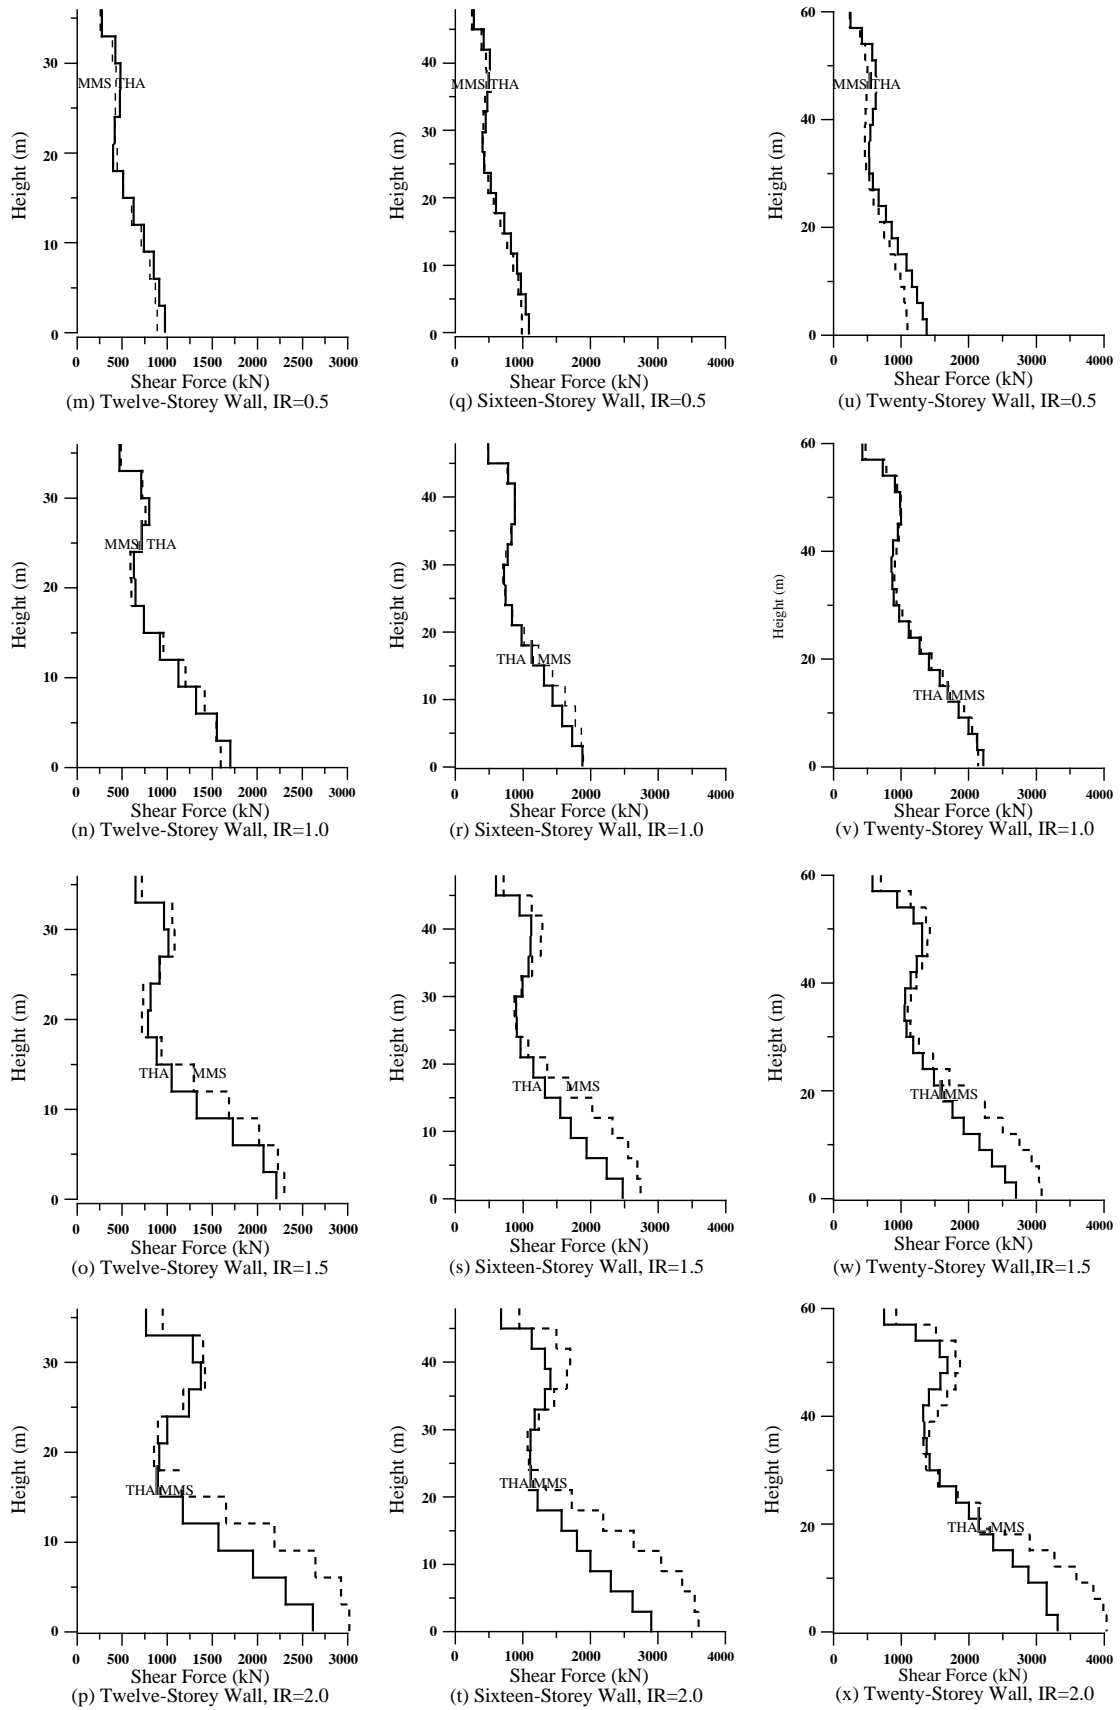 30
20
10
0
Height (m)
MMS THA
0 500 1000 1500 2000 2500 3000
Shear Force (kN)
(m) Twelve-Storey Wall, IR=0.5
40
30
20
10
0
Height (m)
MMS THA
0 1000 2000 3000 4000
Shear Force (kN)
(q) Sixteen-Storey Wall, IR=0.5
60
40
20
0
Height (m)
MMS THA
0 1000 2000 3000 4000
Shear Force (kN)
(u) Twenty-Storey Wall, IR=0.5
30
20
10
0
Height (m)
MMS THA
0 500 1000 1500 2000 2500 3000
Shear Force (kN)
(n) Twelve-Storey Wall, IR=1.0
40
30
20
10
0
Height (m)
THA MMS
0 1000 2000 3000 4000
Shear Force (kN)
(r) Sixteen-Storey Wall, IR=1.0
60
40
20
0
Height (m)
THA MMS
0 1000 2000 3000 4000
Shear Force (kN)
(v) Twenty-Storey Wall, IR=1.0
30
20
10
0
Height (m)
THA MMS
0 500 1000 1500 2000 2500 3000
Shear Force (kN)
(o) Twelve-Storey Wall, IR=1.5
40
30
20
10
0
Height (m)
THA MMS
0 1000 2000 3000 4000
Shear Force (kN)
(s) Sixteen-Storey Wall, IR=1.5
60
40
20
0
Height (m)
THA MMS
0 1000 2000 3000 4000
Shear Force (kN)
(w) Twenty-Storey Wall,IR=1.5
30
20
10
0
Height (m)
THA MMS
0 500 1000 1500 2000 2500 3000
Shear Force (kN)
(p) Twelve-Storey Wall, IR=2.0
40
30
20
10
0
Height (m)
THA MMS
0 1000 2000 3000 4000
Shear Force (kN)
(t) Sixteen-Storey Wall, IR=2.0
60
40
20
0
Height (m)
THA MMS
0 1000 2000 3000 4000
Shear Force (kN)
(x) Twenty-Storey Wall, IR=2.0